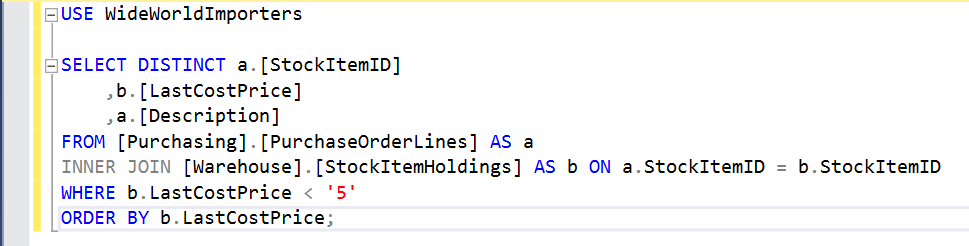 USE WideWorldImporters
SELECT DISTINCT a.[StockItemID]
,b.[LastCostPrice]
,a.[Description]
FROM [Purchasing].[PurchaseOrderLines] AS a
INNER JOIN [Warehouse].[StockItemHoldings] AS b ON a.StockItemID = b.StockItemID
WHERE b.LastCostPrice < '5'
ORDER BY b.LastCostPrice;